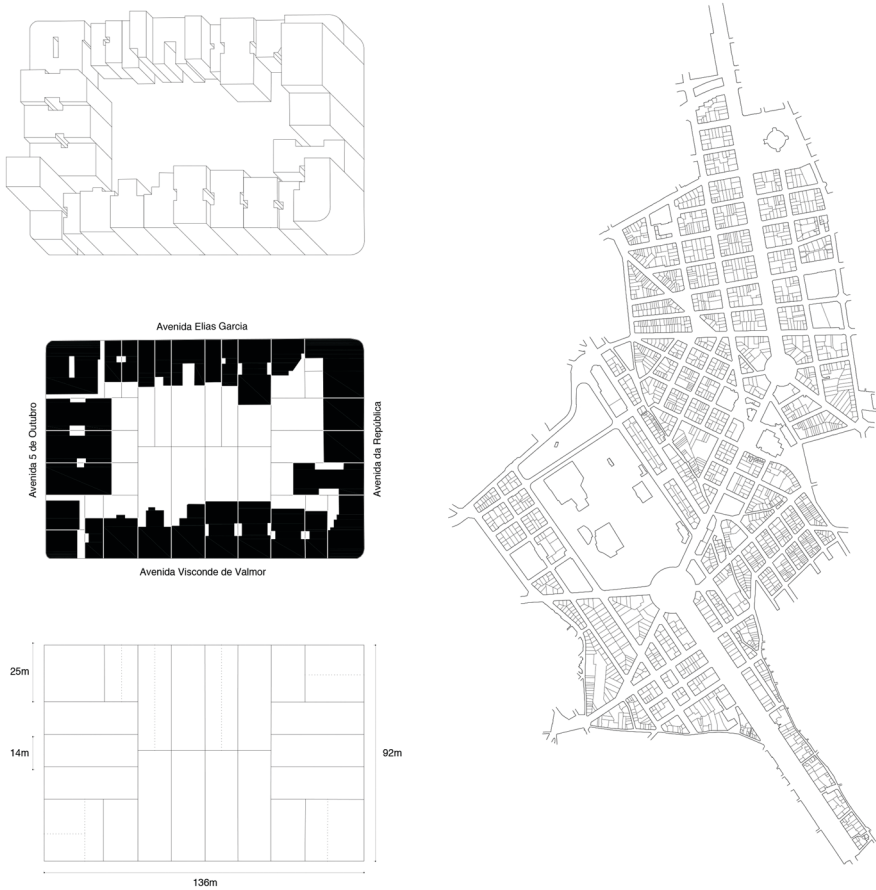 Avenida Elias Garcia
Avenida 5 de Outubro
Avenida da República
Avenida Visconde de Valmor
25m
14m
92m
136m